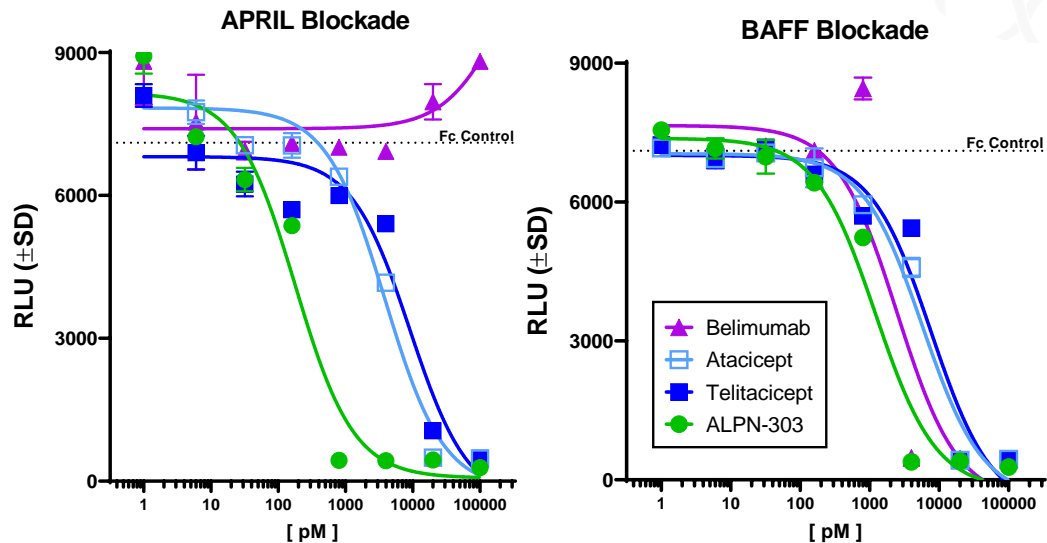 APRIL Blockade
RLU (±SD)
9000
6000
3000
0
Fc Control
1 10 100 1000 10000 100000
[ pM ]
BAFF Blockade
RLU (±SD)
9000
6000
3000
0
Fc Control
Belimumab
Atacicept
Telitacicept
ALPN-303
1 10 100 1000 10000 100000
[ pM ]